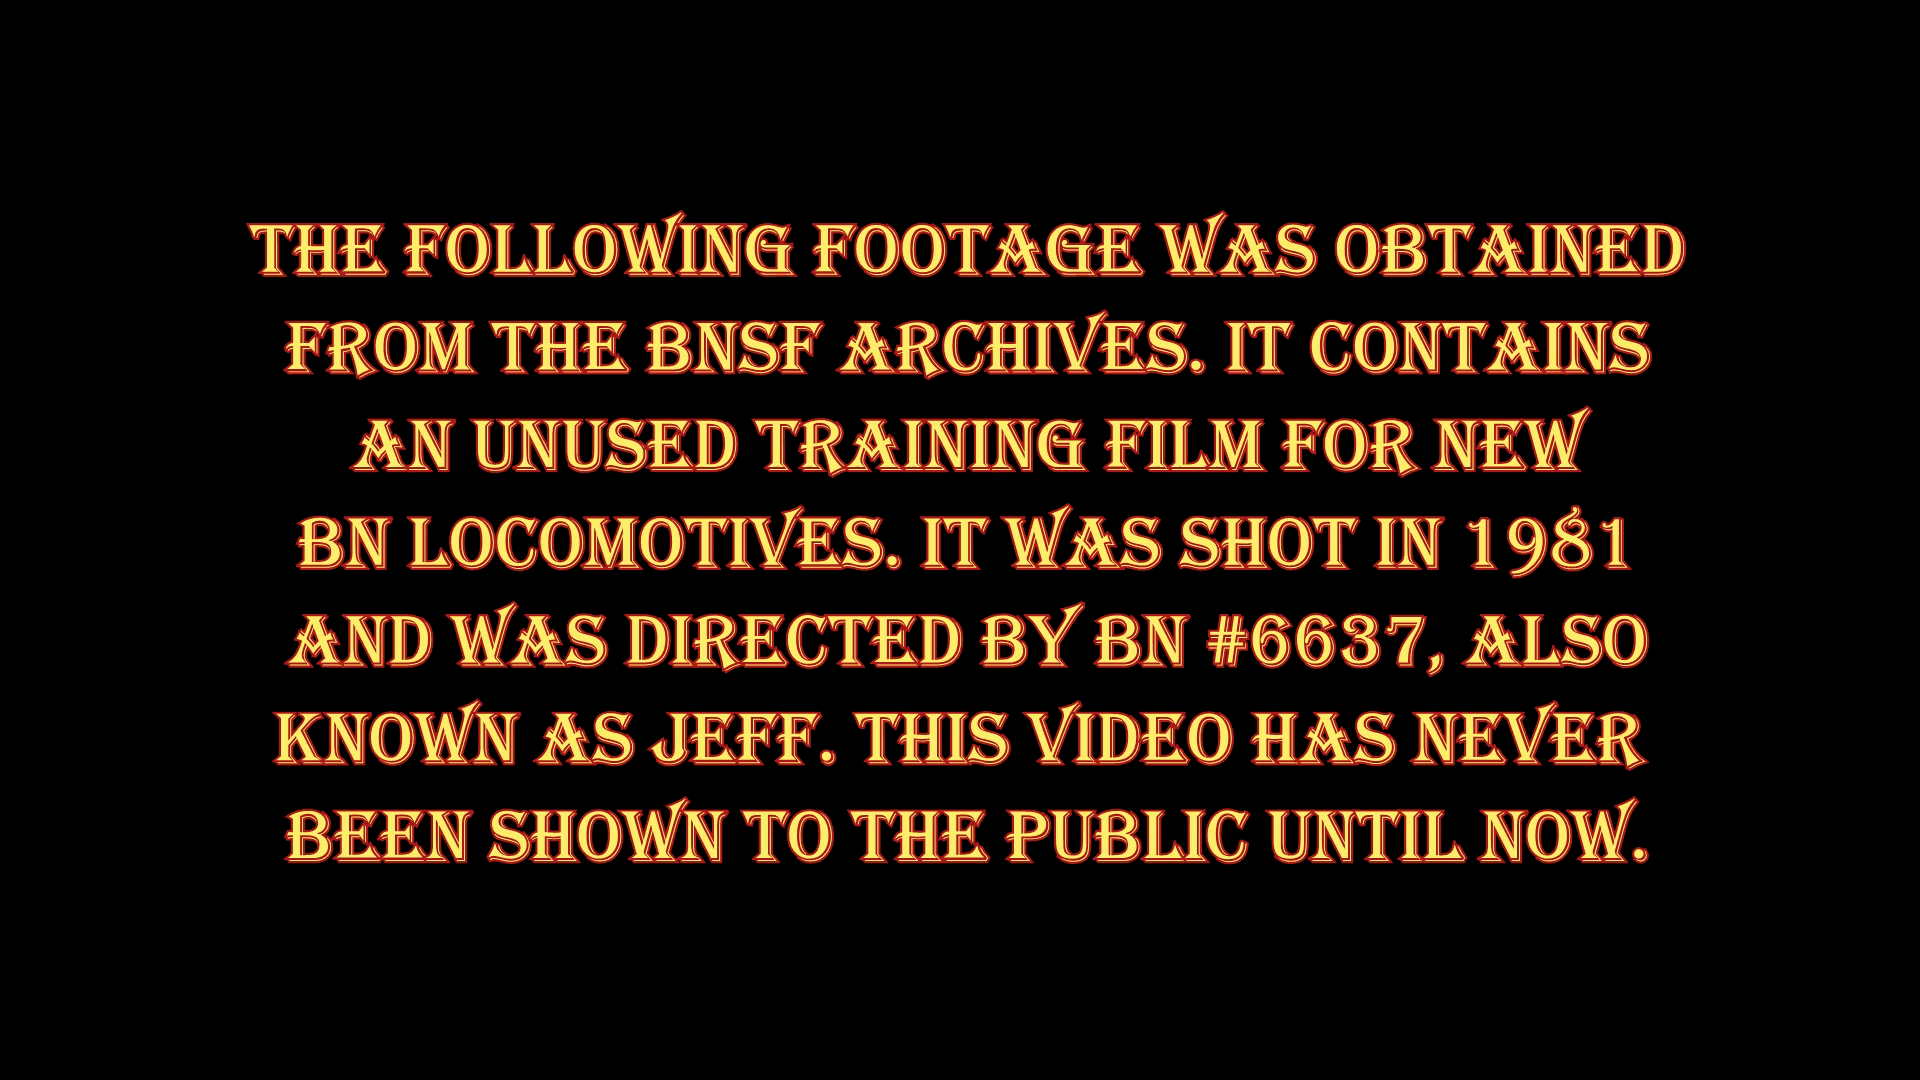 THE FOLLOWING FOOTAGE WAS OBTAINED
FROM THE BNSF ARCHIVES. IT CONTAINS
AN UNUSED TRAINING FILM FOR NEW
BN LOCOMOTIVES. IT WAS SHOT IN 1981
AND WAS DIRECTED BY BN #6637, ALSO
KNOWN AS JEFF. THIS VIDEO HAS NEVER
BEEN SHOWN TO THE PUBLIC UNTIL NOW.